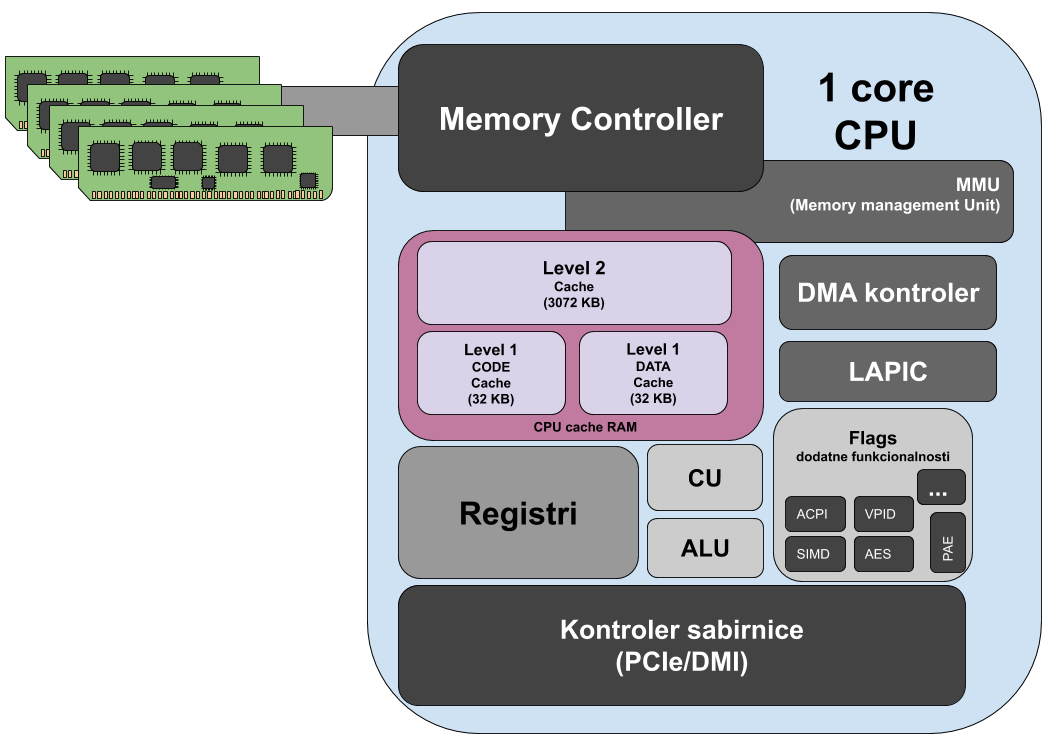 1 core
CPU
Memory Controller
MMU
(Memory management Unit)
Level 2
Cache
(3072 KB)
Level 1
CODE
Cache
(32 KB)
Level 1
DATA
Cache
(32 KB)
CPU cache RAM
DMA kontroler
LAPIC
Flags
dodatne funkcionalnosti
...
ACPI
VPID
SIMD
AES
PAE
Registri
CU
ALU
Kontroler sabirnice
(PCIe/DMI)